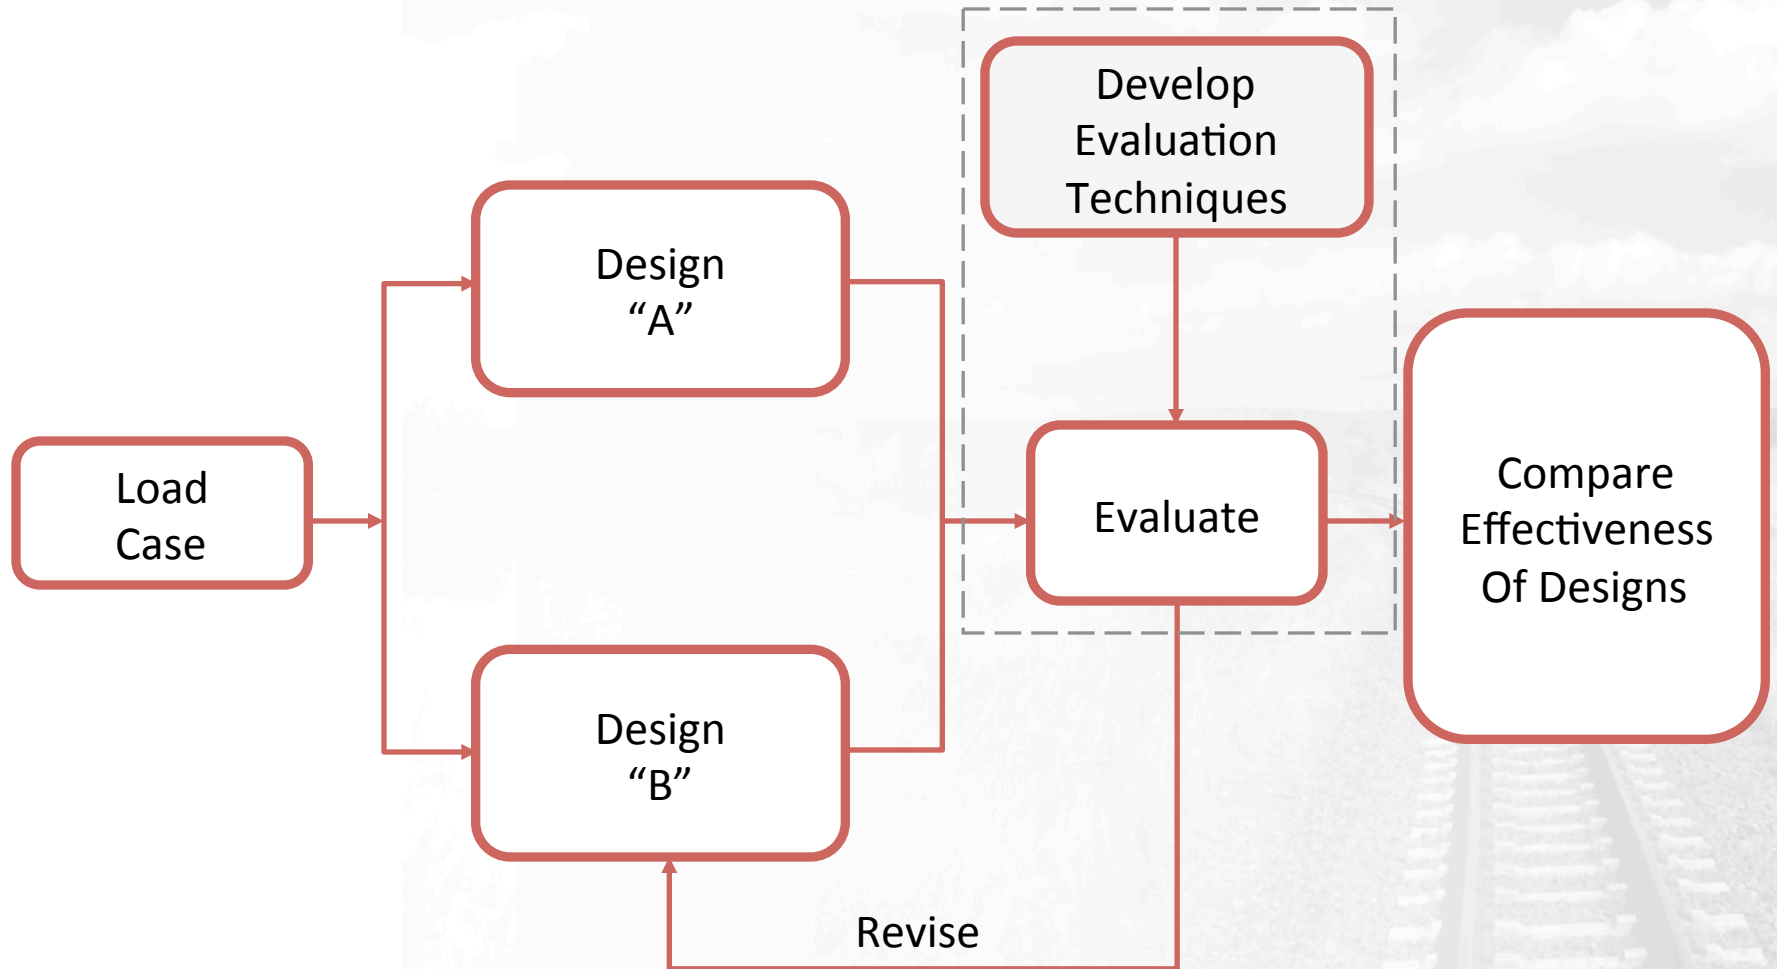 Develop
Evaluation
Techniques
Design
“A”
Load
Case
Evaluate
Compare
Effectiveness
Of Designs
Design
“B”
Revise